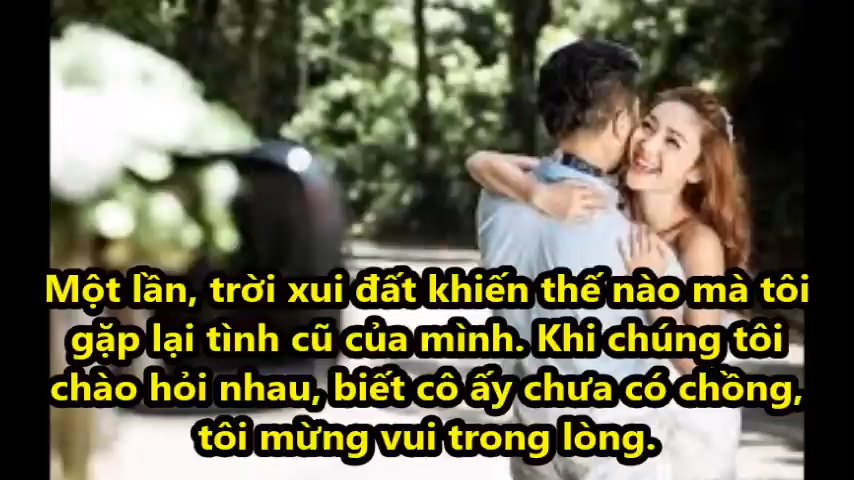 Một lần, trời xui đất khiến thế nào mà tôi
gặp lại tình cũ của mình. Khi chúng tôi
chào hỏi nhau, biết cô ấy chưa có chồng,
tôi mừng vui trong lòng.